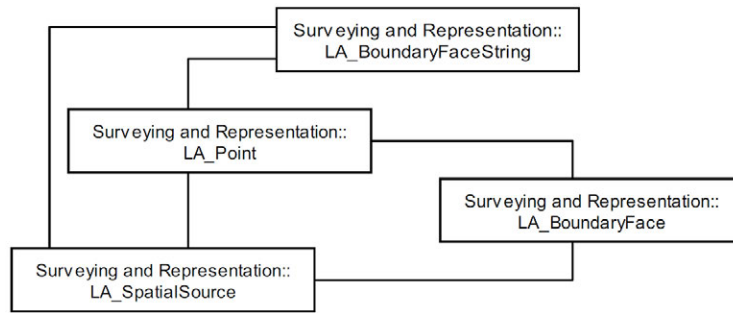 Surveying and Representation::
LA_BoundaryFaceString
Surveying and Representation::
LA_Point
Surveying and Representation::
LA_BoundaryFace
Surveying and Representation::
LA_SpatialSource